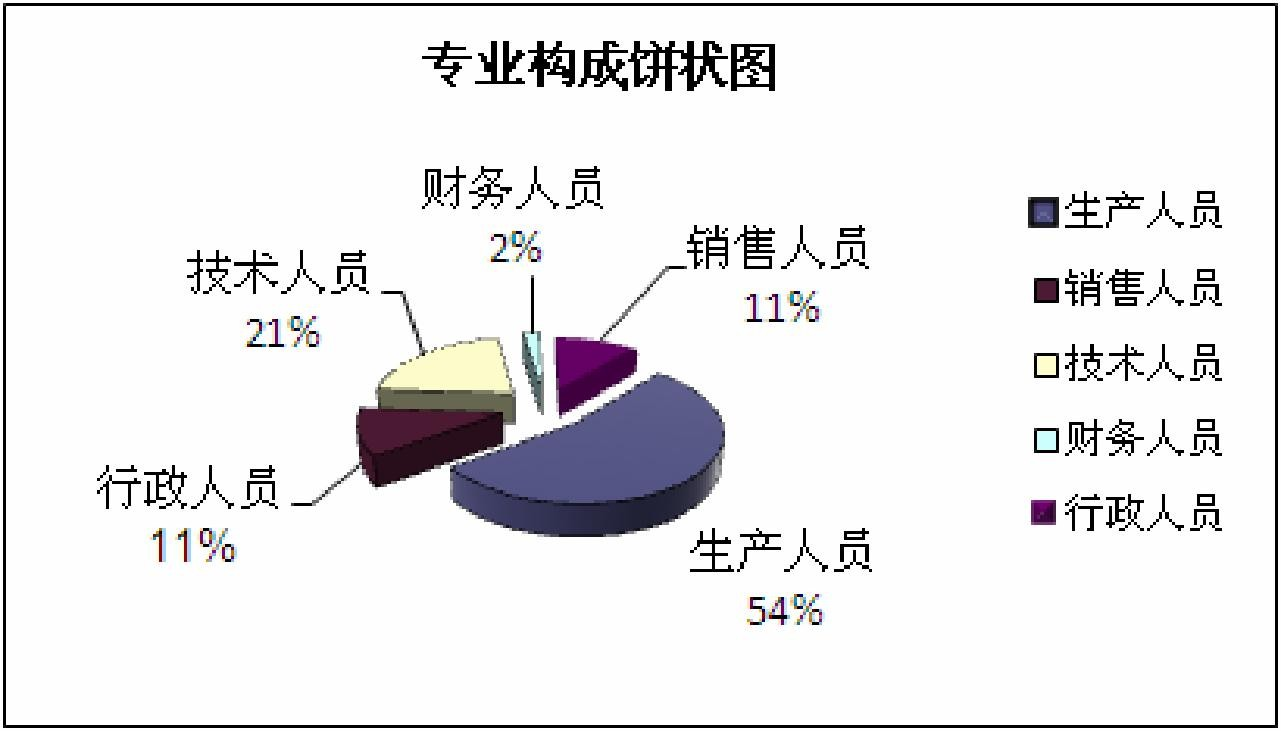 专业构成饼状图
财务人员
2%
销售人员
11%
技术人员
21%
行政人员
11%
生产人员
54%
生产人员
销售人员
技术人员
财务人员
行政人员